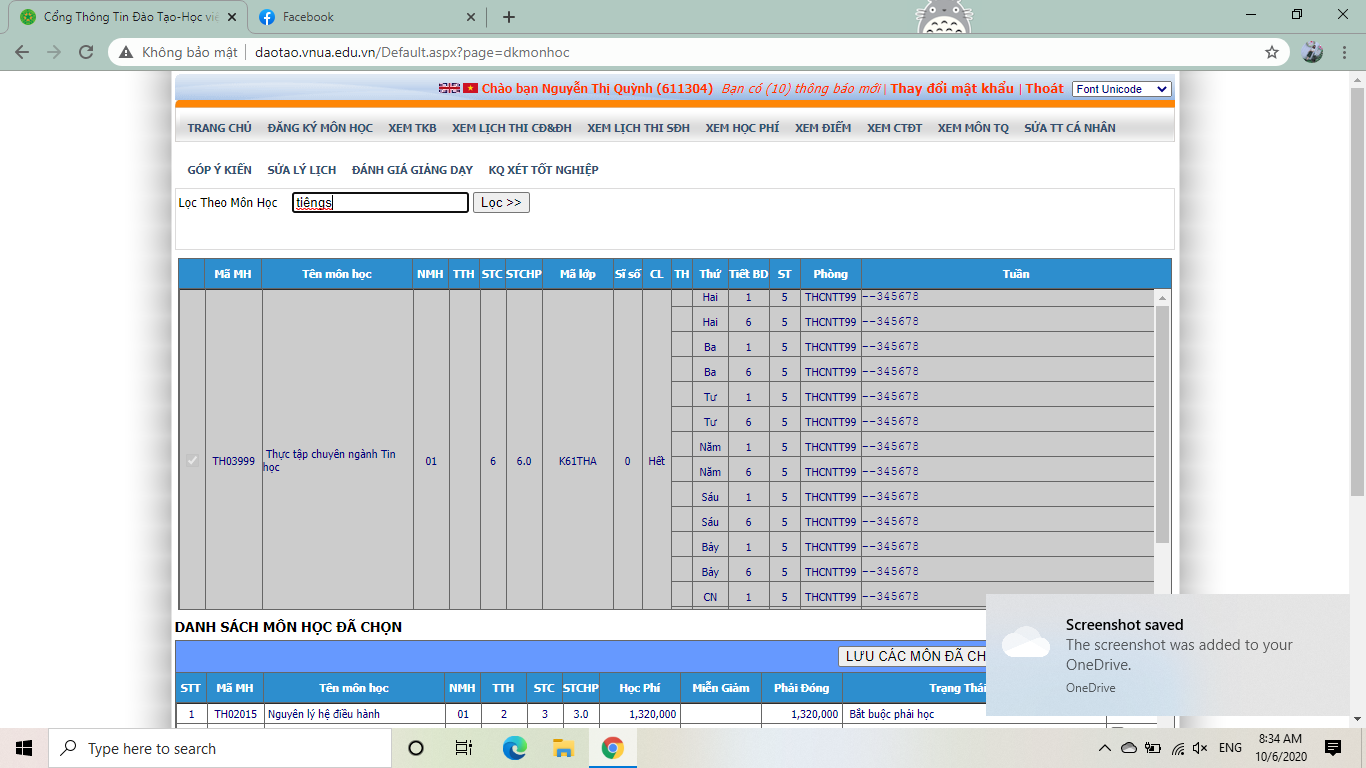 Cổng Thông Tin Đào Tạo-Học viê
Facebook
Không bảo mật | daotao.vnua.edu.vn/Default.aspx?page=dkmonhoc
Chào bạn Nguyễn Thị Quỳnh (611304) Bạn có (10) thông báo mới | Thay đổi mật khẩu | Thoát Font Unicode
TRANG CHỦ ĐĂNG KÝ MÔN HỌC XEM TKB XEM LỊCH THI CĐ&ĐH XEM LỊCH THI SĐH XEM HỌC PHÍ XEM ĐIỂM XEM CTĐT XEM MÔN TQ SỬA TT CÁ NHÂN
GÓP Ý KIẾN SỬA LÝ LỊCH ĐÁNH GIÁ GIẢNG DẠY KQ XÉT TỐT NGHIỆP
Lọc Theo Môn Học tiêngs Lọc >>
Mã MH Tên môn học NMH TTH STC STCHP Mã lớp Sĩ số CL TH Thứ Tiết BD ST Phòng Tuần
Hai 1 5 THCNTT99 --345678
Hai 6 5 THCNTT99 --345678
Ba 1 5 THCNTT99 --345678
Ba 6 5 THCNTT99 --345678
Tư 1 5 THCNTT99 --345678
Tư 6 5 THCNTT99 --345678
Năm 1 5 THCNTT99 --345678
TH03999 Thực tập chuyên ngành Tin học 01 6 6.0 K61THA 0 Hết
Năm 6 5 THCNTT99 --345678
Sáu 1 5 THCNTT99 --345678
Sáu 6 5 THCNTT99 --345678
Bảy 1 5 THCNTT99 --345678
Bảy 6 5 THCNTT99 --345678
CN 1 5 THCNTT99 --345678
DANH SÁCH MÔN HỌC ĐÃ CHỌN
LƯU CÁC MÔN ĐÃ CH
STT Mã MH Tên môn học NMH TTH STC STCHP Học Phí Miễn Giảm Phải Đóng Trạng Thái
1 TH02015 Nguyên lý hệ điều hành 01 2 3 3.0 1,320,000 1,320,000 Bắt buộc phải học
Screenshot saved
The screenshot was added to your
OneDrive.
OneDrive
Type here to search
ENG
8:34 AM
10/6/2020